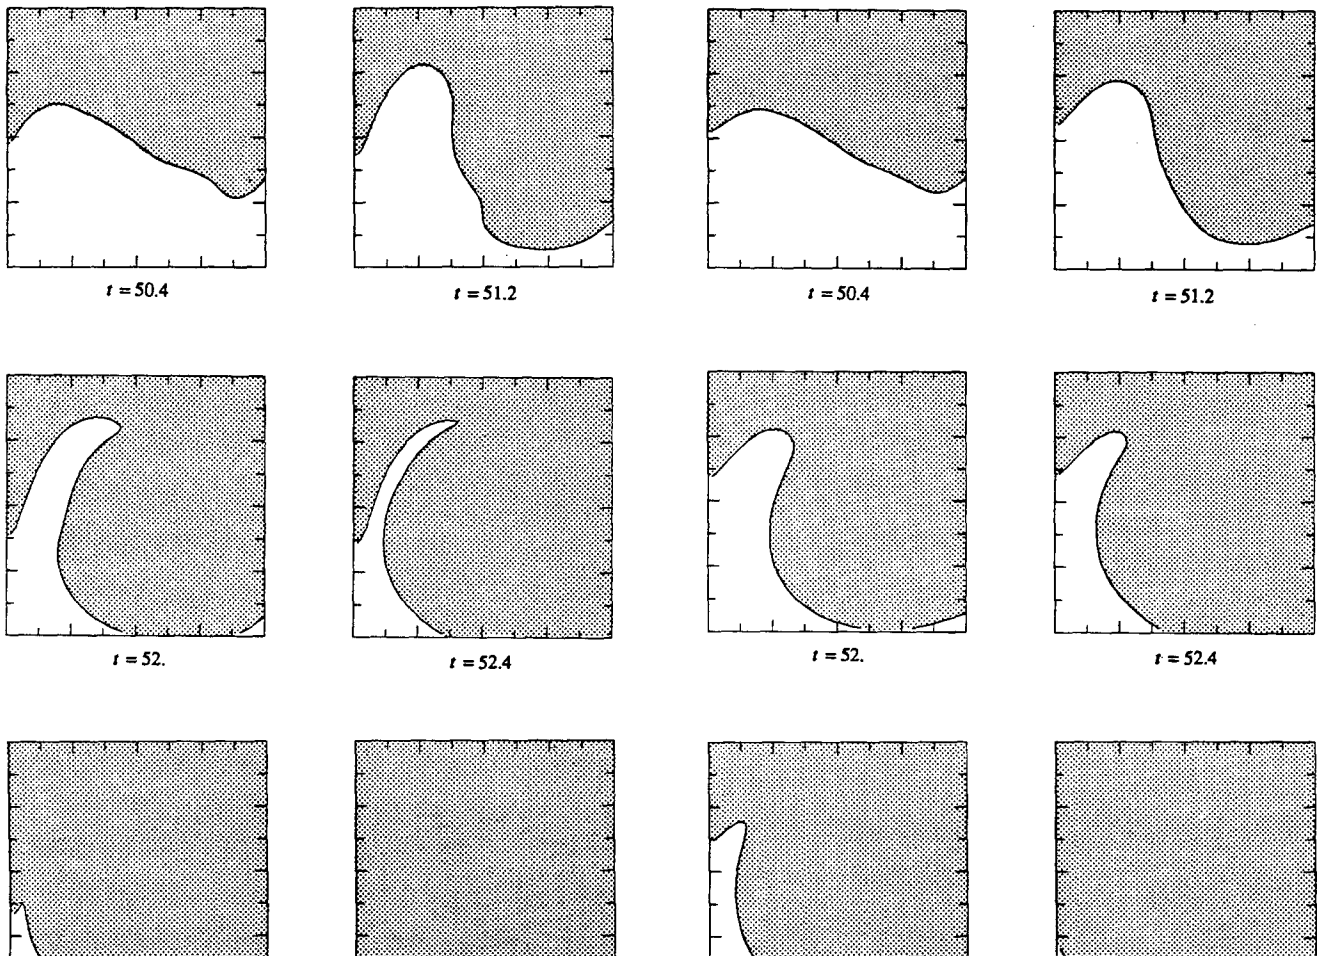 t = 50.4
t = 51.2
t = 50.4
t = 51.2
t = 52.
t = 52.4
t = 52.
t = 52.4